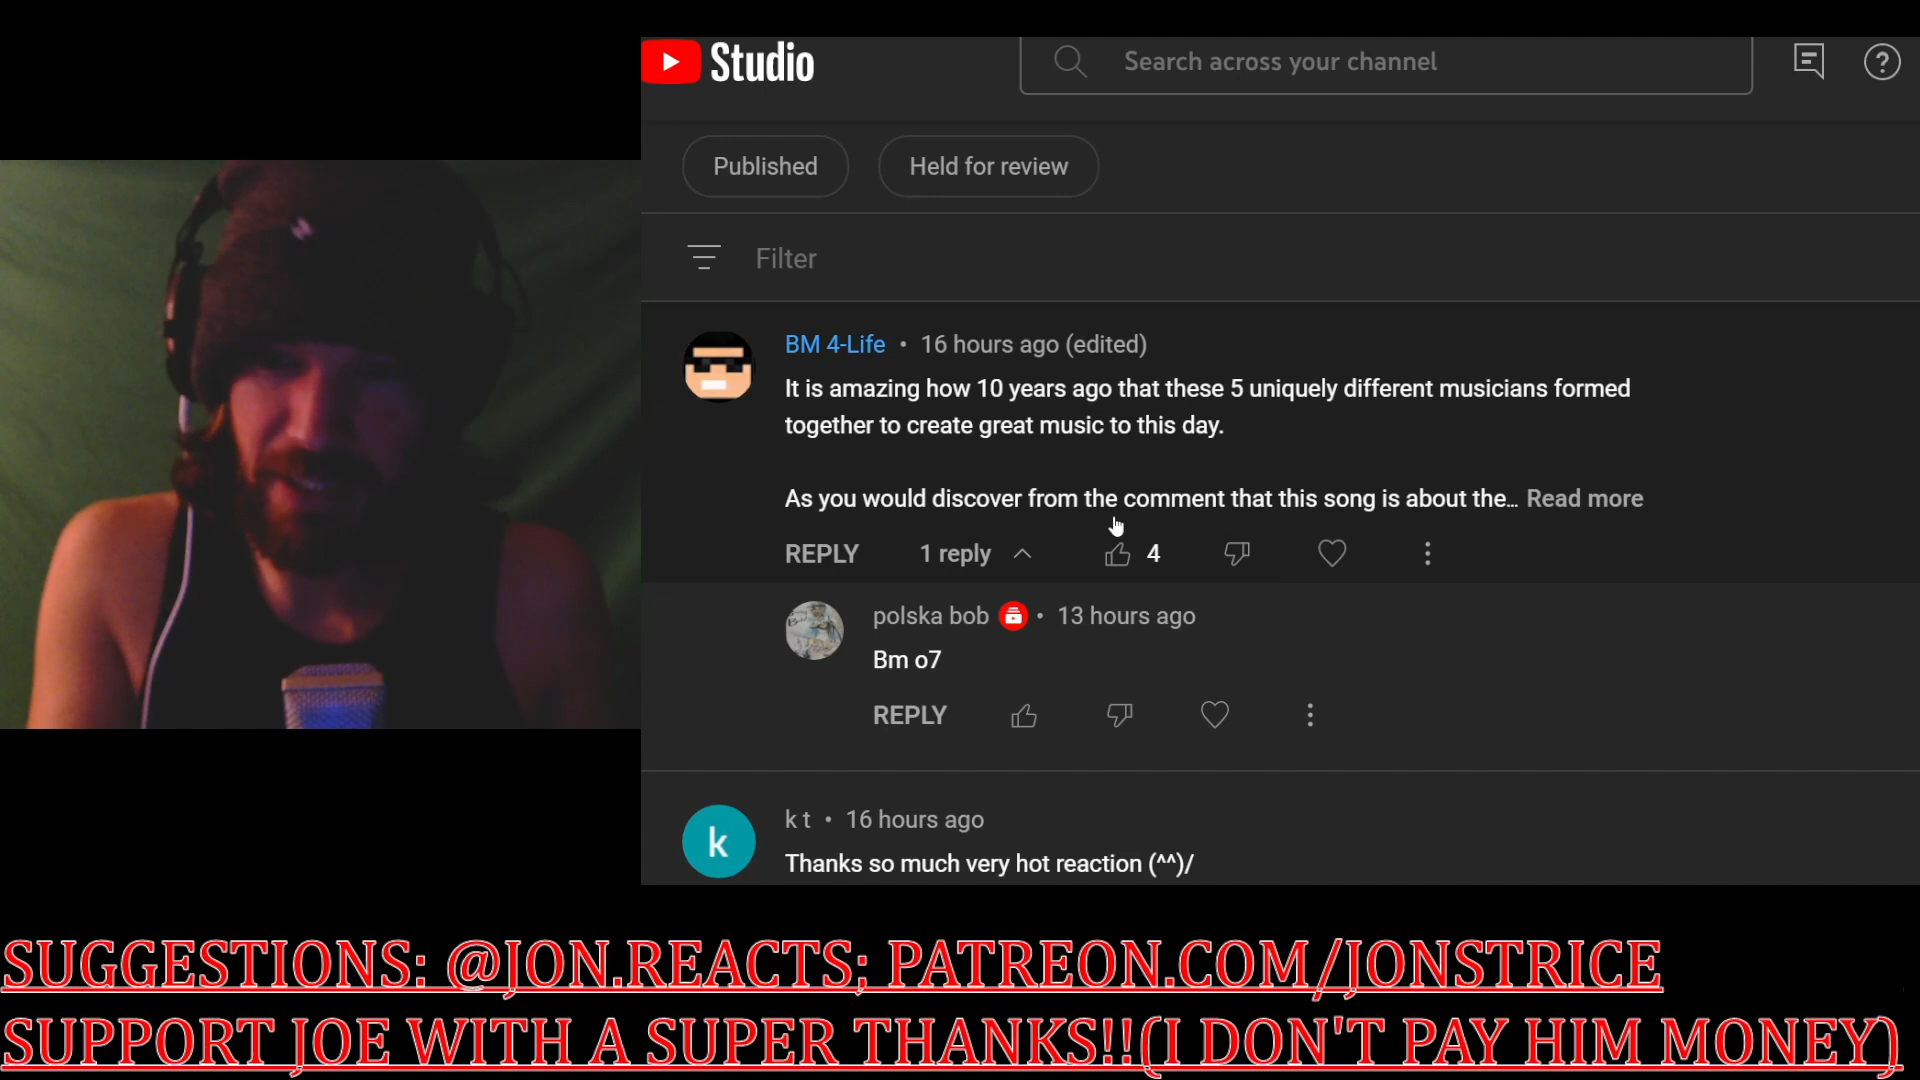 Studio
Search across your channel
Published
Held for review
Filter
BM 4-Life • 16 hours ago (edited)
It is amazing how 10 years ago that these 5 uniquely different musicians formed
together to create great music to this day.
As you would discover from the comment that this song is about the... Read more
REPLY 1 reply 4
polska bob • 13 hours ago
Bm o7
REPLY
k
k t • 16 hours ago
Thanks so much very hot reaction (^^)/
SUGGESTIONS: @JON.REACTS; PATREON.COM/JONSTRICE
SUPPORT JOE WITH A SUPER THANKS!!(I DON'T PAY HIM MONEY)